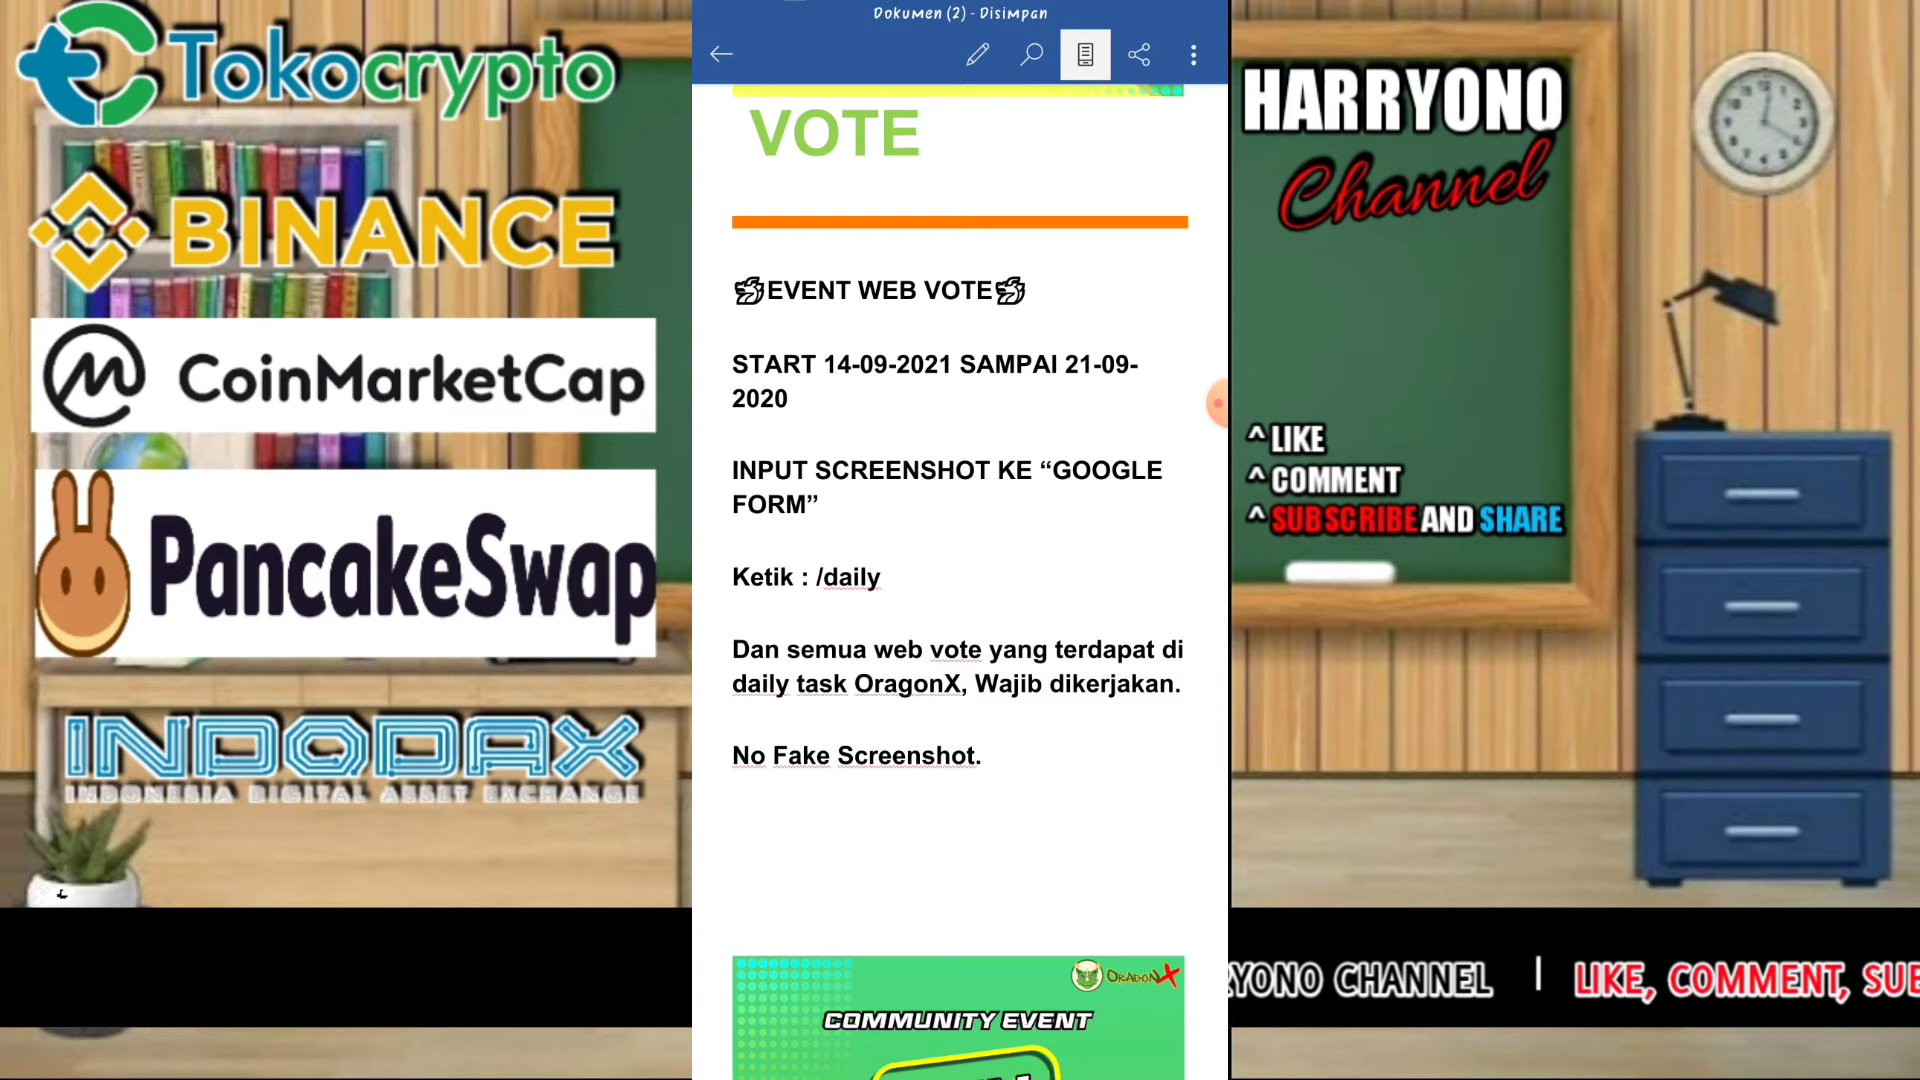 Tokocrypto
BINANCE
CoinMarketCap
PancakeSwap
INDODAX
INDONESIA DIGITAL ASSET EXCHANGE
Dokumen (2) - Disimpan
VOTE
EVENT WEB VOTE
START 14-09-2021 SAMPAI 21-09-
2020
INPUT SCREENSHOT KE “GOOGLE
FORM”
Ketik : /daily
Dan semua web vote yang terdapat di
daily task OragonX, Wajib dikerjakan.
No Fake Screenshot.
ORAGONX
COMMUNITY EVENT
HARRYONO
Channel
^ LIKE
^ COMMENT
^ SUBSCRIBE AND SHARE
YONO CHANNEL | LIKE, COMMENT, SUB